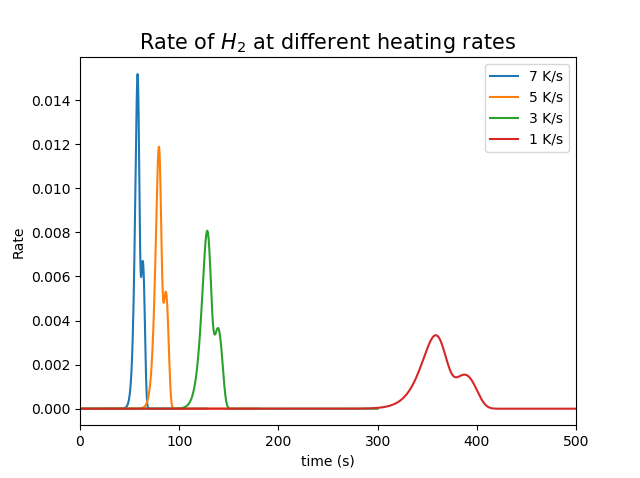 Rate of H₂ at different heating rates
7 K/s
5 K/s
3 K/s
1 K/s
Rate
0.014
0.012
0.010
0.008
0.006
0.004
0.002
0.000
0 100 200 300 400 500
time (s)